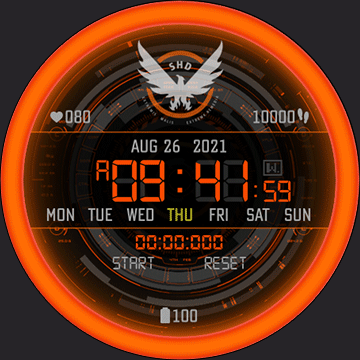 SHD
080
10000
AUG 26 2021
A 09:41:59
MON TUE WED THU FRI SAT SUN
00:00:000
START RESET
100